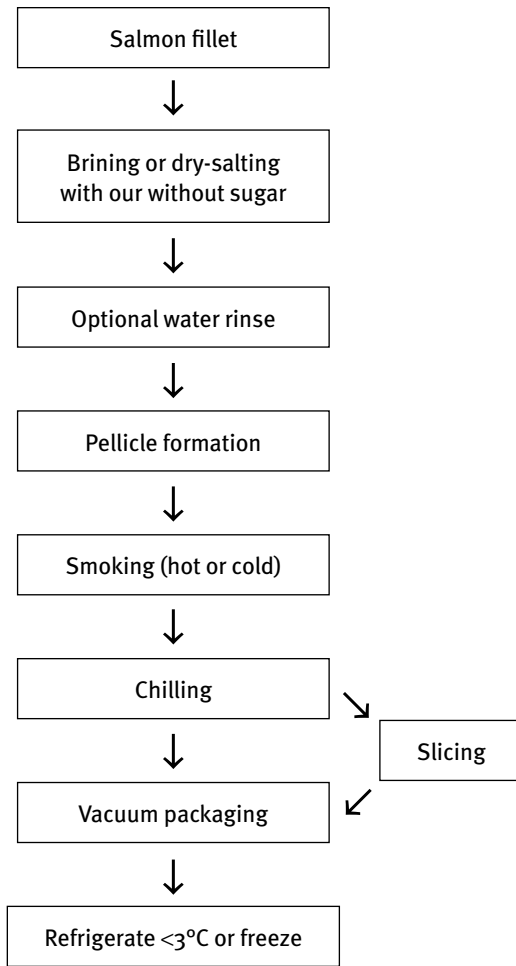 Salmon fillet
Brining or dry-salting
with our without sugar
Optional water rinse
Pellicle formation
Smoking (hot or cold)
Chilling
Slicing
Vacuum packaging
Refrigerate <3°C or freeze